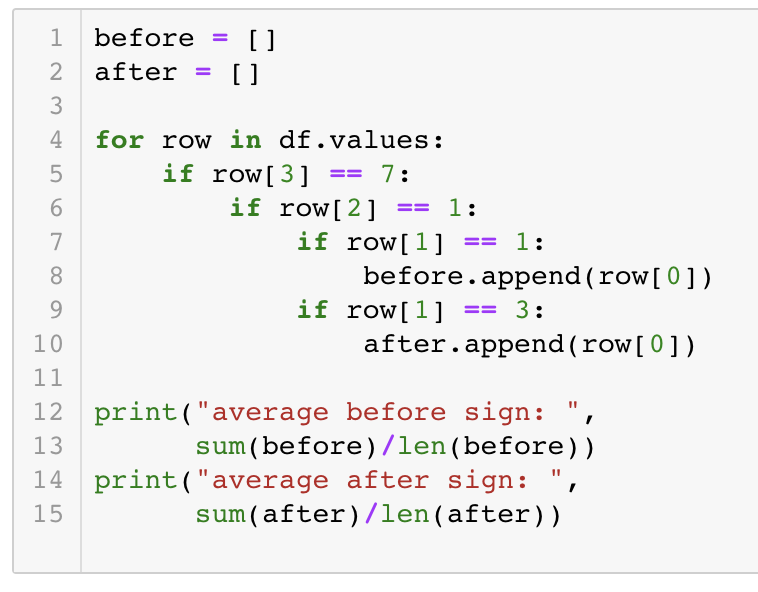 1 before = []
2 after = []
3
4 for row in df.values:
5     if row[3] == 7:
6         if row[2] == 1:
7             if row[1] == 1:
8                 before.append(row[0])
9             if row[1] == 3:
10                 after.append(row[0])
11
12 print("average before sign: ",
13       sum(before)/len(before))
14 print("average after sign: ",
15       sum(after)/len(after))